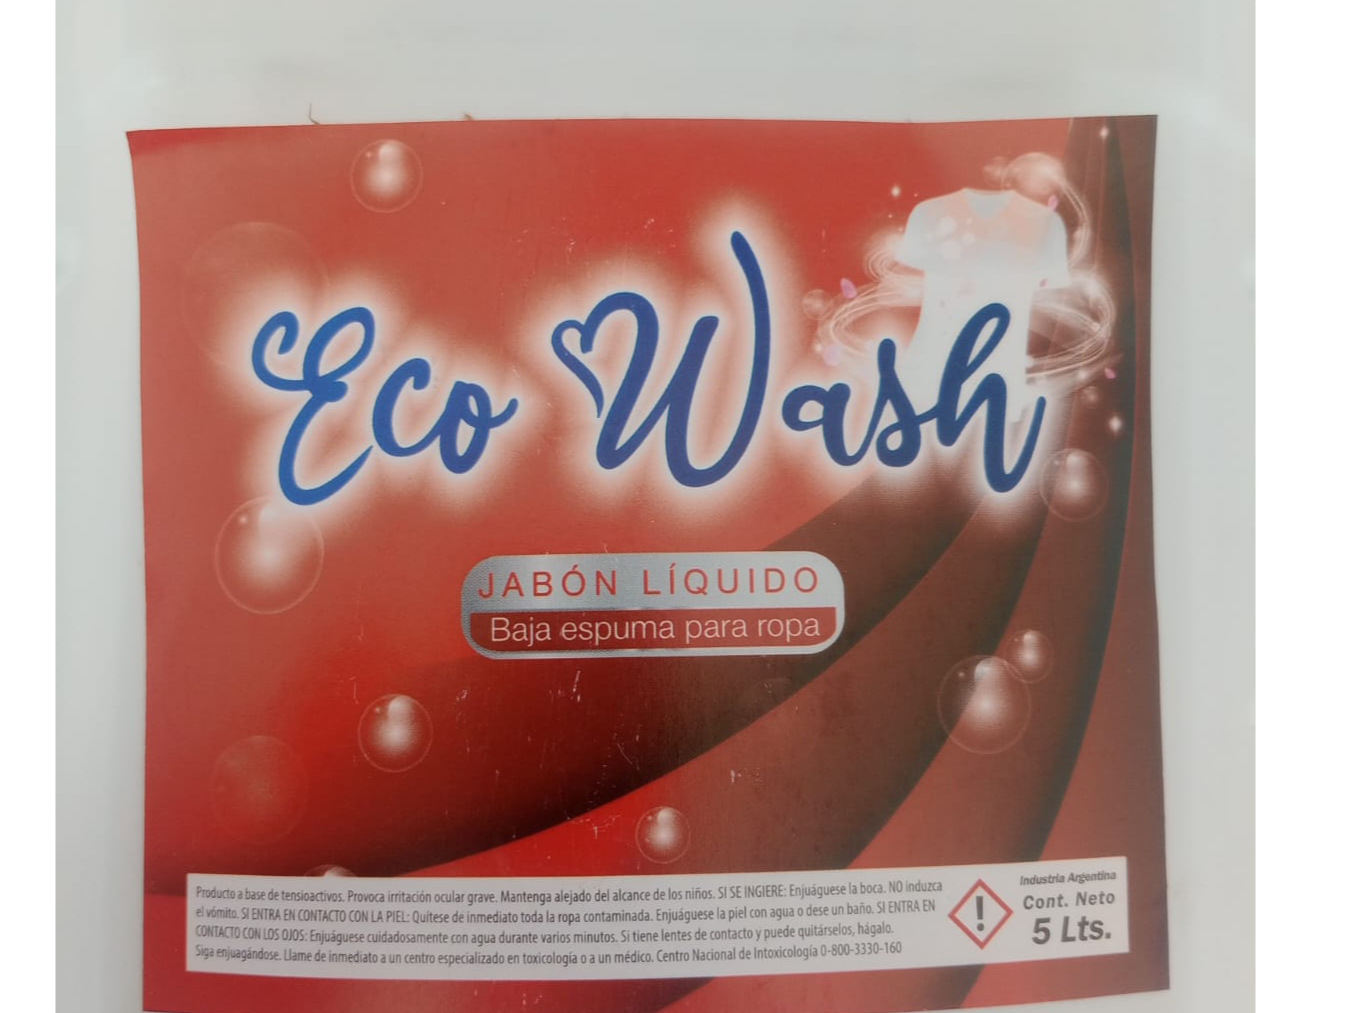 Eco Wash
JABÓN LÍQUIDO
Baja espuma para ropa
Producto a base de tensioactivos. Provoca irritación ocular grave. Mantenga alejado del alcance de los niños. SI SE INGIERE: Enjuáguese la boca. NO induzca
el vómito. SI ENTRA EN CONTACTO CON LA PIEL: Quítese de inmediato toda la ropa contaminada. Enjuáguese la piel con agua o dese un baño. SI ENTRA EN
CONTACTO CON LOS OJOS: Enjuáguese cuidadosamente con agua durante varios minutos. Si tiene lentes de contacto y puede quitárselos, hágalo.
Siga enjuagándose. Llame de inmediato a un centro especializado en toxicología o a un médico. Centro Nacional de Intoxicología 0-800-3330-160
!
Industria Argentina
Cont. Neto
5 Lts.